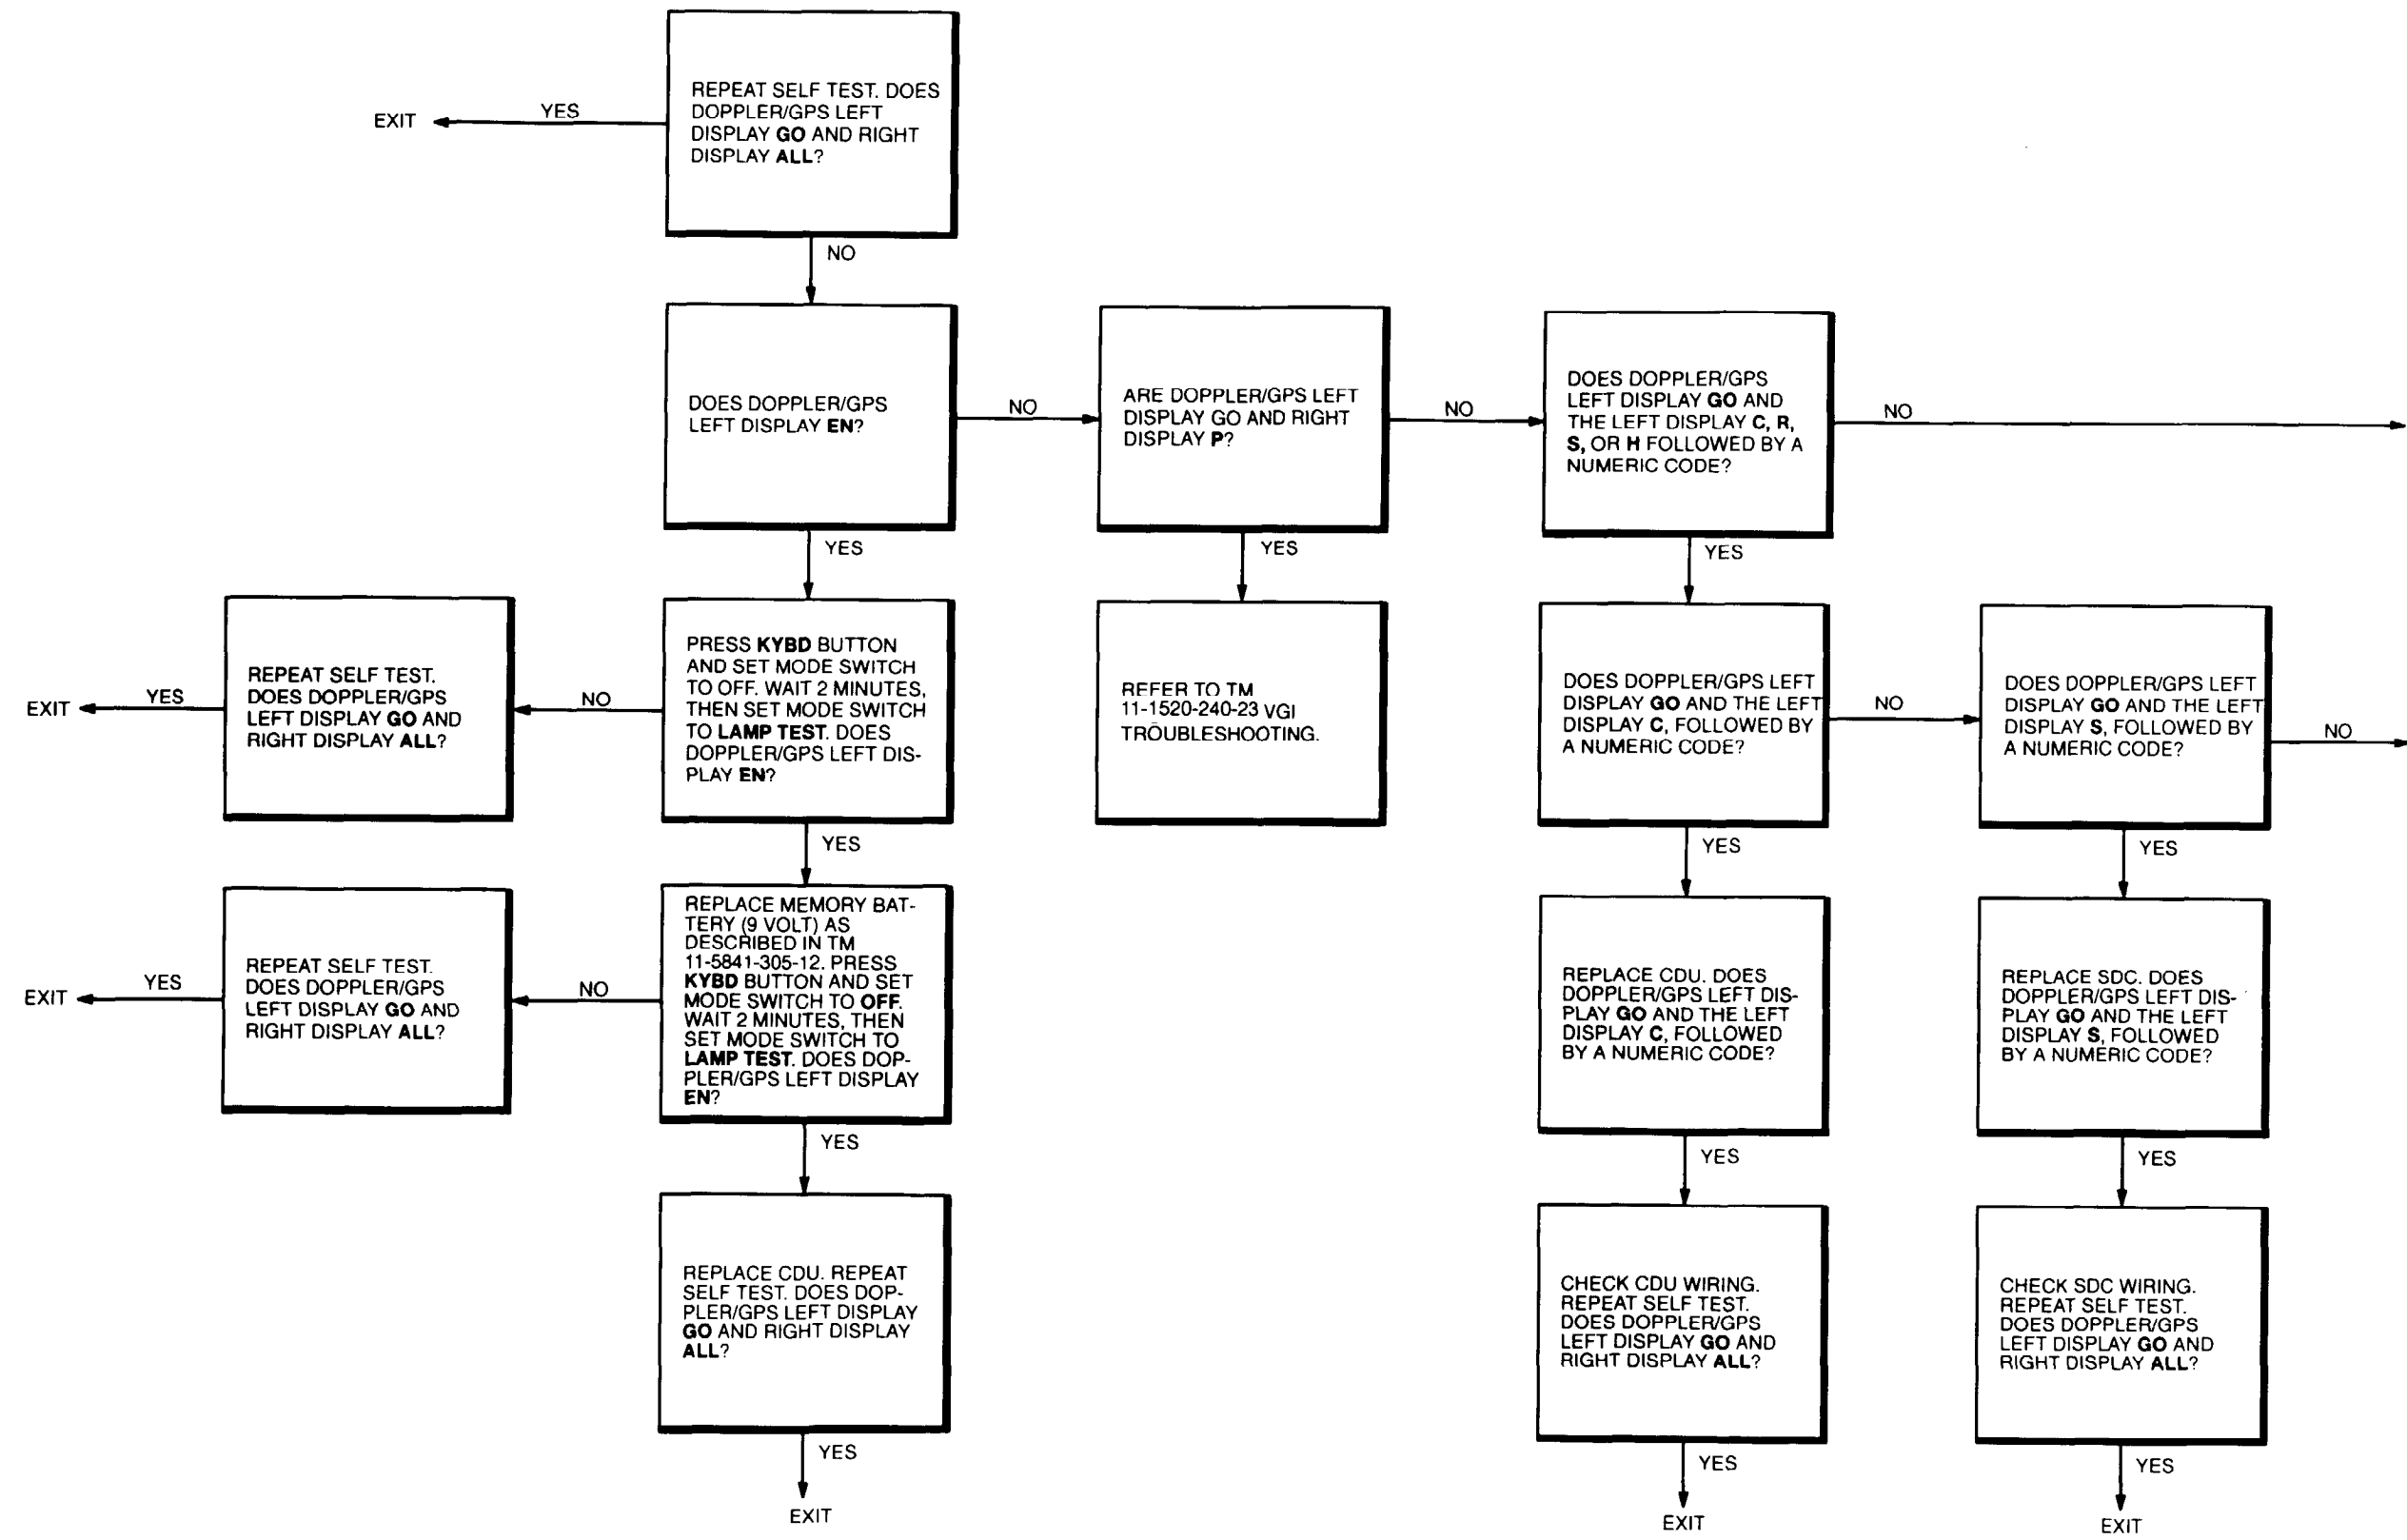 REPEAT SELF TEST. DOES
DOPPLER/GPS LEFT
DISPLAY GO AND RIGHT
DISPLAY ALL?
YES
EXIT
NO
DOES DOPPLER/GPS
LEFT DISPLAY EN?
NO
ARE DOPPLER/GPS LEFT
DISPLAY GO AND RIGHT
DISPLAY P?
NO
DOES DOPPLER/GPS
LEFT DISPLAY GO AND
THE LEFT DISPLAY C, R,
S, OR H FOLLOWED BY A
NUMERIC CODE?
NO
YES
YES
YES
EXIT
YES
REPEAT SELF TEST.
DOES DOPPLER/GPS
LEFT DISPLAY GO AND
RIGHT DISPLAY ALL?
NO
PRESS KYBD BUTTON
AND SET MODE SWITCH
TO OFF. WAIT 2 MINUTES,
THEN SET MODE SWITCH
TO LAMP TEST. DOES
DOPPLER/GPS LEFT DIS-
PLAY EN?
REFER TO TM
11-1520-240-23 VGI
TROUBLESHOOTING.
DOES DOPPLER/GPS LEFT
DISPLAY GO AND THE LEFT
DISPLAY C, FOLLOWED BY
A NUMERIC CODE?
NO
DOES DOPPLER/GPS LEFT
DISPLAY GO AND THE LEFT
DISPLAY S, FOLLOWED BY
A NUMERIC CODE?
NO
YES
YES
YES
EXIT
YES
REPEAT SELF TEST.
DOES DOPPLER/GPS
LEFT DISPLAY GO AND
RIGHT DISPLAY ALL?
NO
REPLACE MEMORY BAT-
TERY (9 VOLT) AS
DESCRIBED IN TM
11-5841-305-12. PRESS
KYBD BUTTON AND SET
MODE SWITCH TO OFF.
WAIT 2 MINUTES, THEN
SET MODE SWITCH TO
LAMP TEST. DOES DOP-
PLER/GPS LEFT DISPLAY
EN?
REPLACE CDU. DOES
DOPPLER/GPS LEFT DIS-
PLAY GO AND THE LEFT
DISPLAY C, FOLLOWED
BY A NUMERIC CODE?
REPLACE SDC. DOES
DOPPLER/GPS LEFT DIS-
PLAY GO AND THE LEFT
DISPLAY S, FOLLOWED
BY A NUMERIC CODE?
YES
YES
YES
REPLACE CDU. REPEAT
SELF TEST. DOES DOP-
PLER/GPS LEFT DISPLAY
GO AND RIGHT DISPLAY
ALL?
CHECK CDU WIRING.
REPEAT SELF TEST.
DOES DOPPLER/GPS
LEFT DISPLAY GO AND
RIGHT DISPLAY ALL?
CHECK SDC WIRING.
REPEAT SELF TEST.
DOES DOPPLER/GPS
LEFT DISPLAY GO AND
RIGHT DISPLAY ALL?
YES
YES
YES
EXIT
EXIT
EXIT